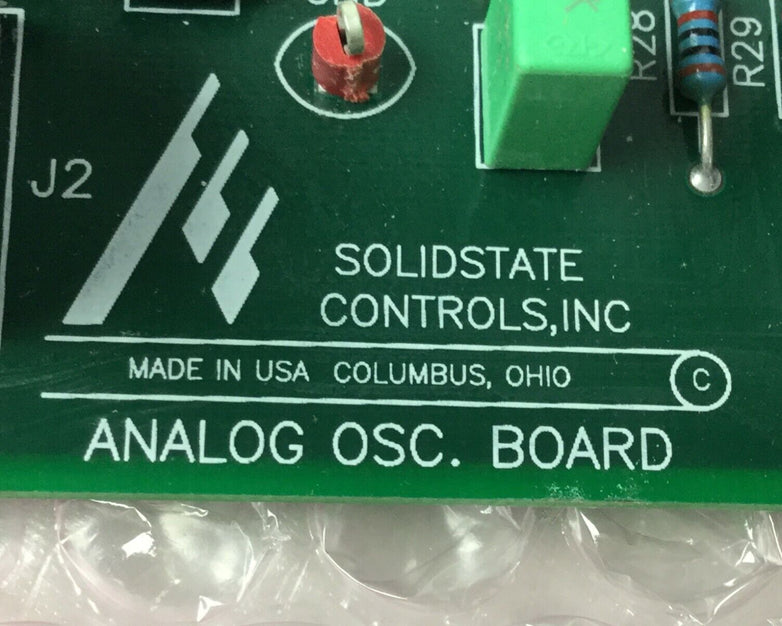 J2
R28
R29
SOLIDSTATE
CONTROLS,INC
MADE IN USA COLUMBUS, OHIO
C
ANALOG OSC. BOARD